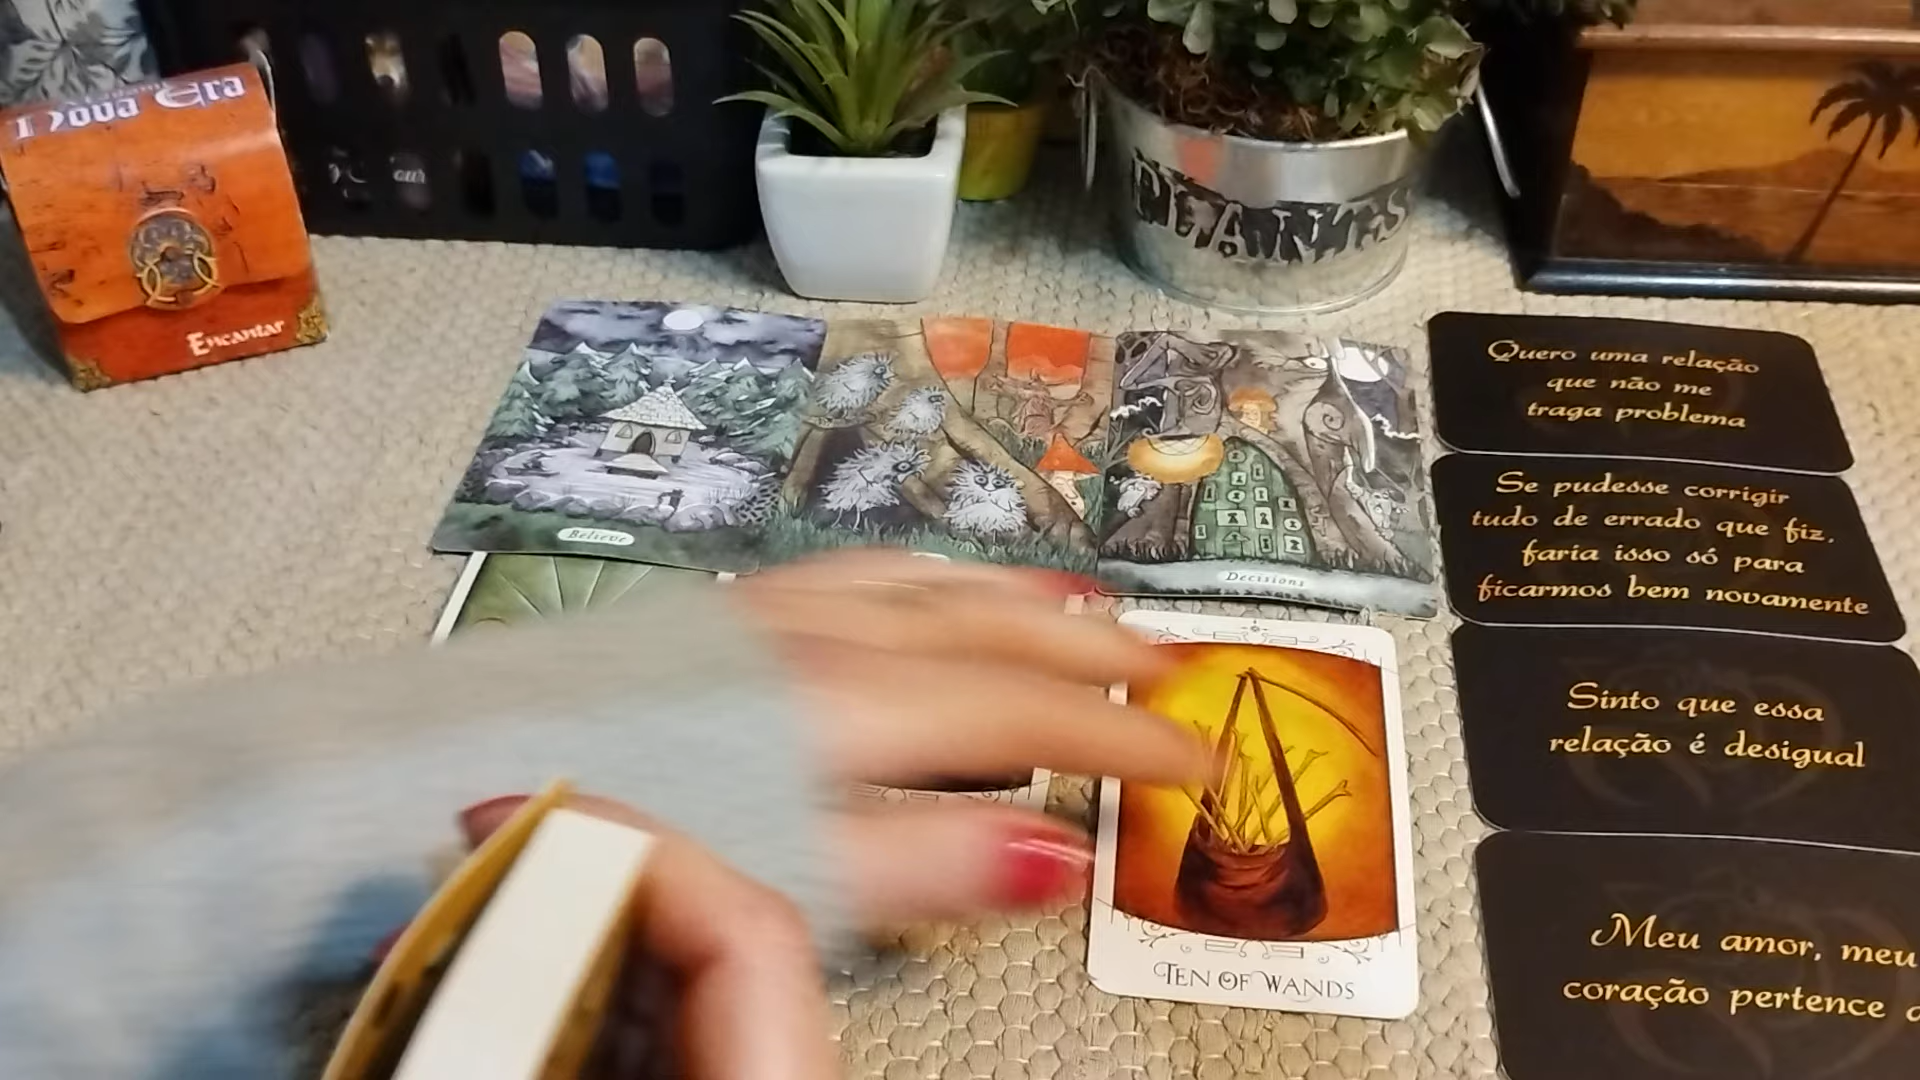 Nova Era
Encantar
our
PLANTES
Believe
Decisions
TEN OF WANDS
Quero uma relação
que não me
traga problema
Se pudesse corrigir
tudo de errado que fiz,
faria isso só para
ficarmos bem novamente
Sinto que essa
relação é desigual
Meu amor, meu
coração pertence a